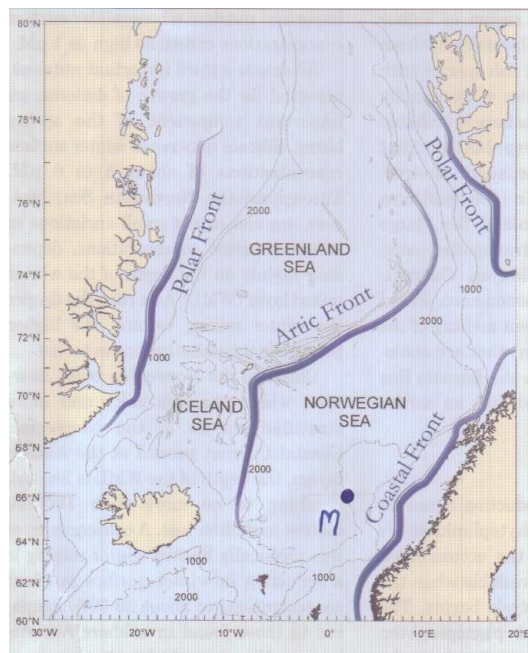 80°N
78°N
76°N
74°N
72°N
70°N
68°N
66°N
64°N
62°N
60°N
30°W
20°W
10°W
0°
10°E
20°E
Polar Front
Polar Front
2000
GREENLAND
SEA
1000
2000
Artic Front
1000
ICELAND
SEA
NORWEGIAN
SEA
2000
Coastal Front
M
1000
1000
2000